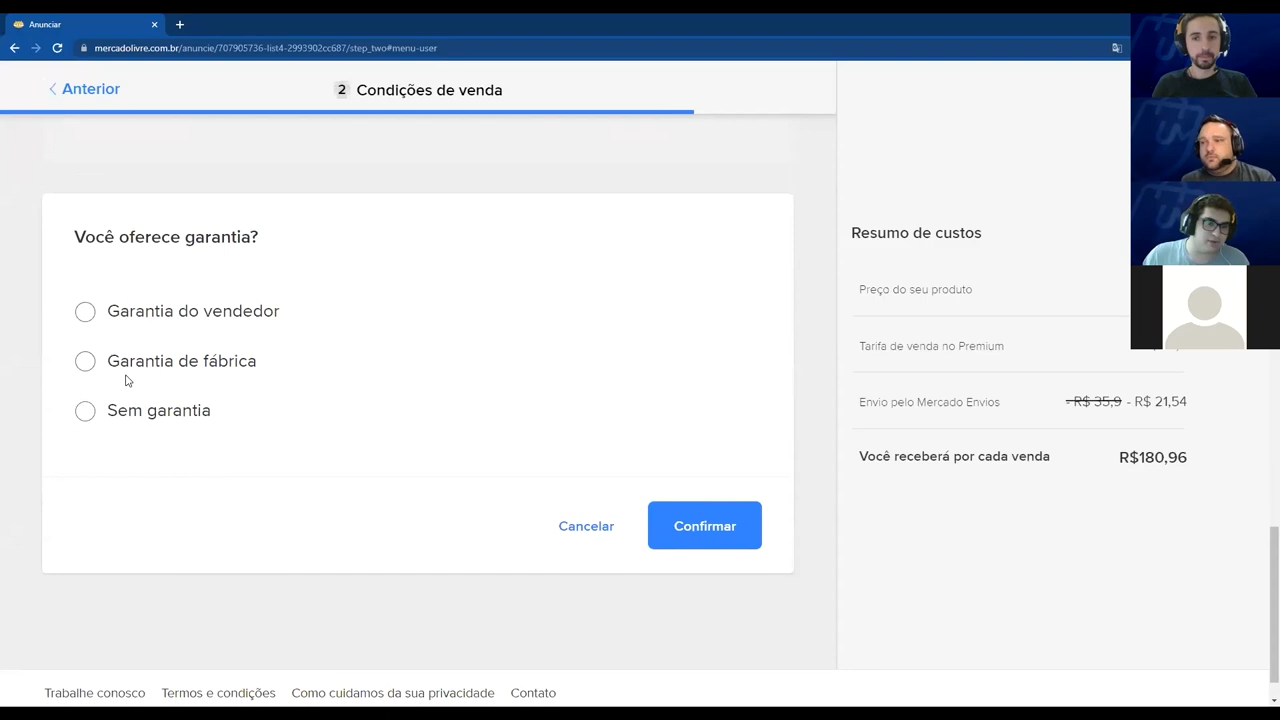 Anunciar
mercadolivre.com.br/anuncie/707905736-list4-2993902cc687/step_two#menu-user
Anterior
2 Condições de venda
Você oferece garantia?
Garantia do vendedor
Garantia de fábrica
Sem garantia
Cancelar
Confirmar
Resumo de custos
Preço do seu produto
Tarifa de venda no Premium
Envio pelo Mercado Envios - R$ 35,9 - R$ 21,54
Você receberá por cada venda R$180,96
Trabalhe conosco Termos e condições Como cuidamos da sua privacidade Contato